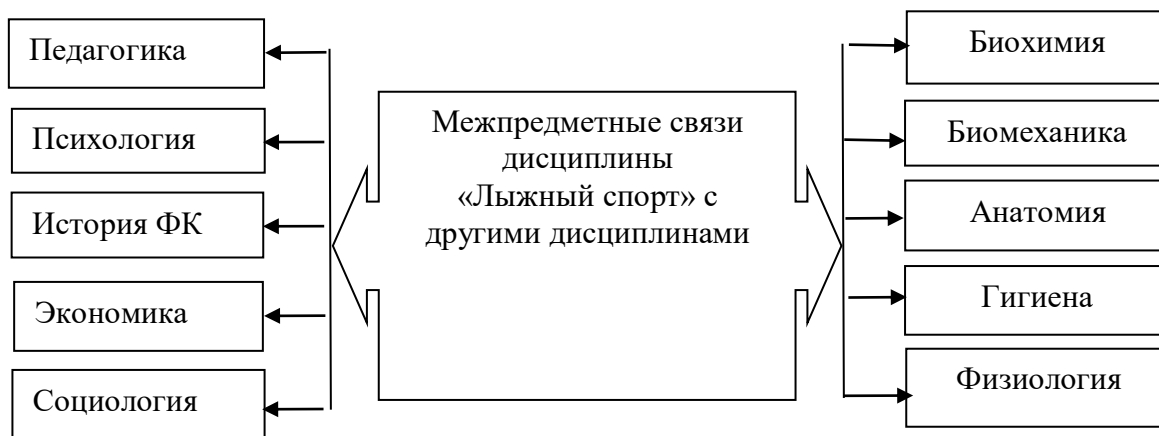 Педагогика
Психология
История ФК
Экономика
Социология
Межпредметные связи
дисциплины
«Лыжный спорт» с
другими дисциплинами
Биохимия
Биомеханика
Анатомия
Гигиена
Физиология